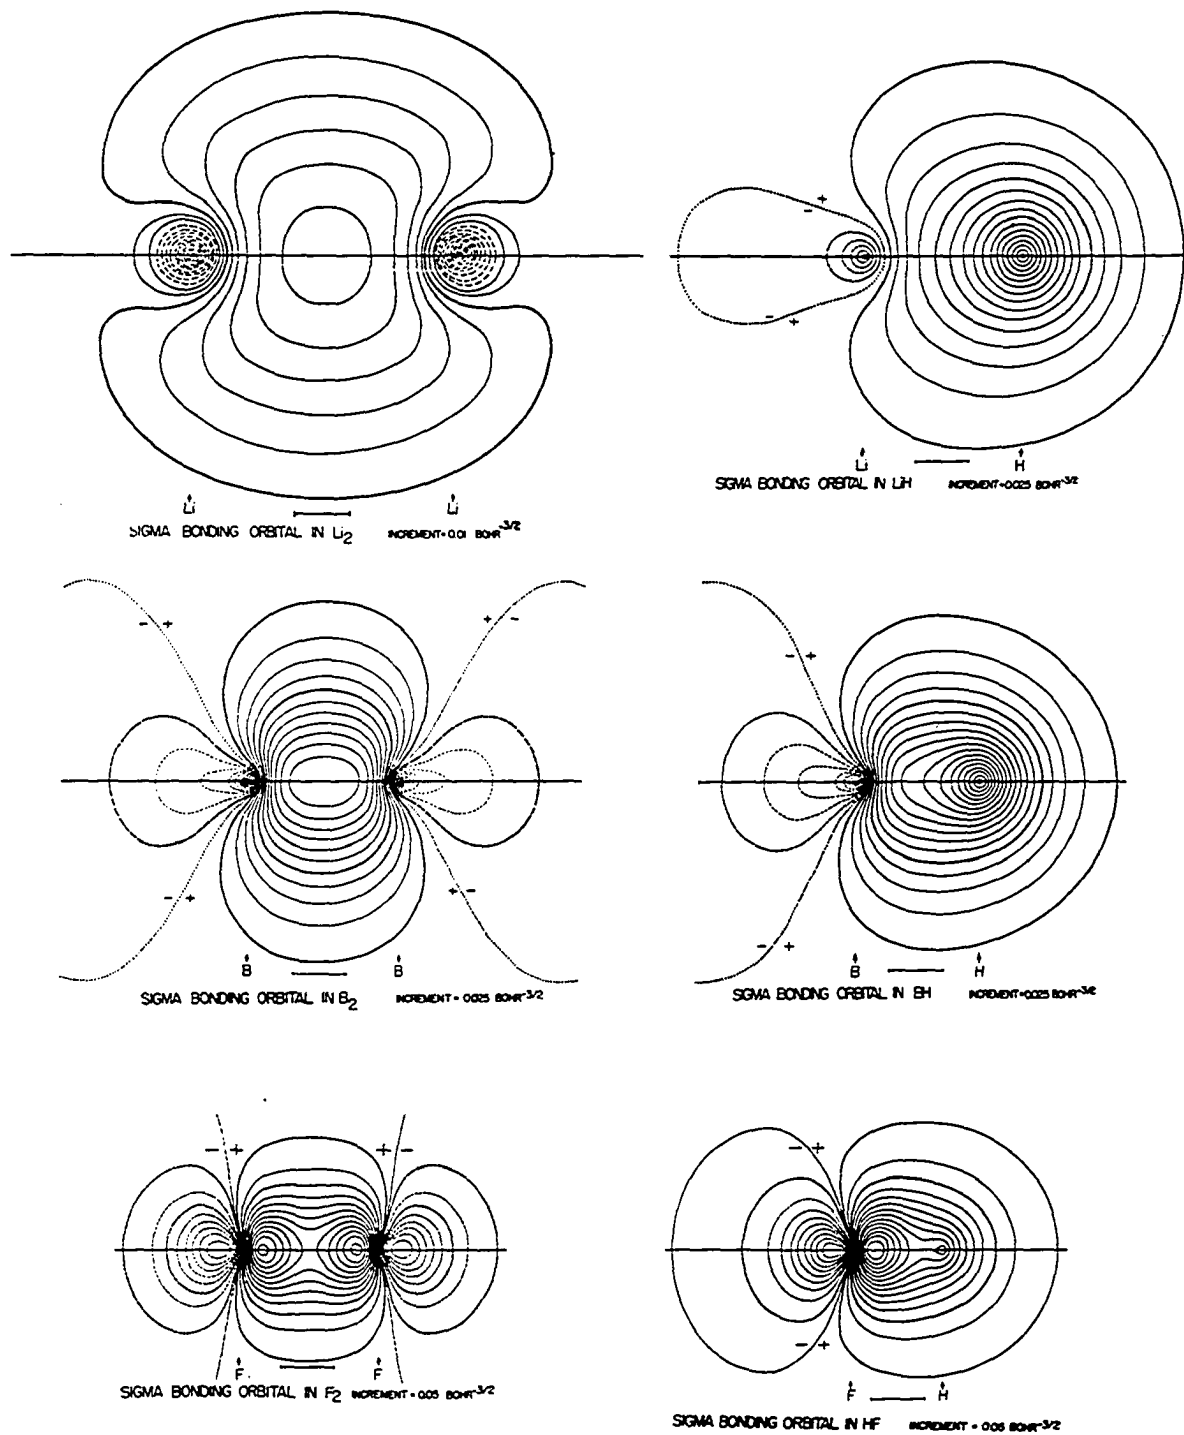 Li Li
SIGMA BONDING ORBITAL IN Li2 INCREMENT=0.01 BOHR-3/2
+
-
-
+
Li H
SIGMA BONDING ORBITAL IN LiH INCREMENT=0.025 BOHR-3/2
- + + -
- + + -
B B
SIGMA BONDING ORBITAL IN B2 INCREMENT = 0.025 BOHR-3/2
- +
- +
B H
SIGMA BONDING ORBITAL IN BH INCREMENT=0.025 BOHR-3/2
- + + -
F F
SIGMA BONDING ORBITAL IN F2 INCREMENT = 0.05 BOHR-3/2
- +
- +
F H
SIGMA BONDING ORBITAL IN HF INCREMENT = 0.05 BOHR-3/2